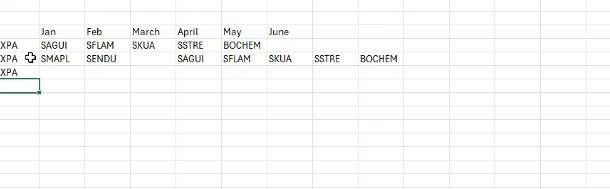 Jan Feb March April May June
XPA SAGUI SFLAM SKUA SSTRE BOCHEM
XPA SMAPL SENDU SAGUI SFLAM SKUA SSTRE BOCHEM
XPA